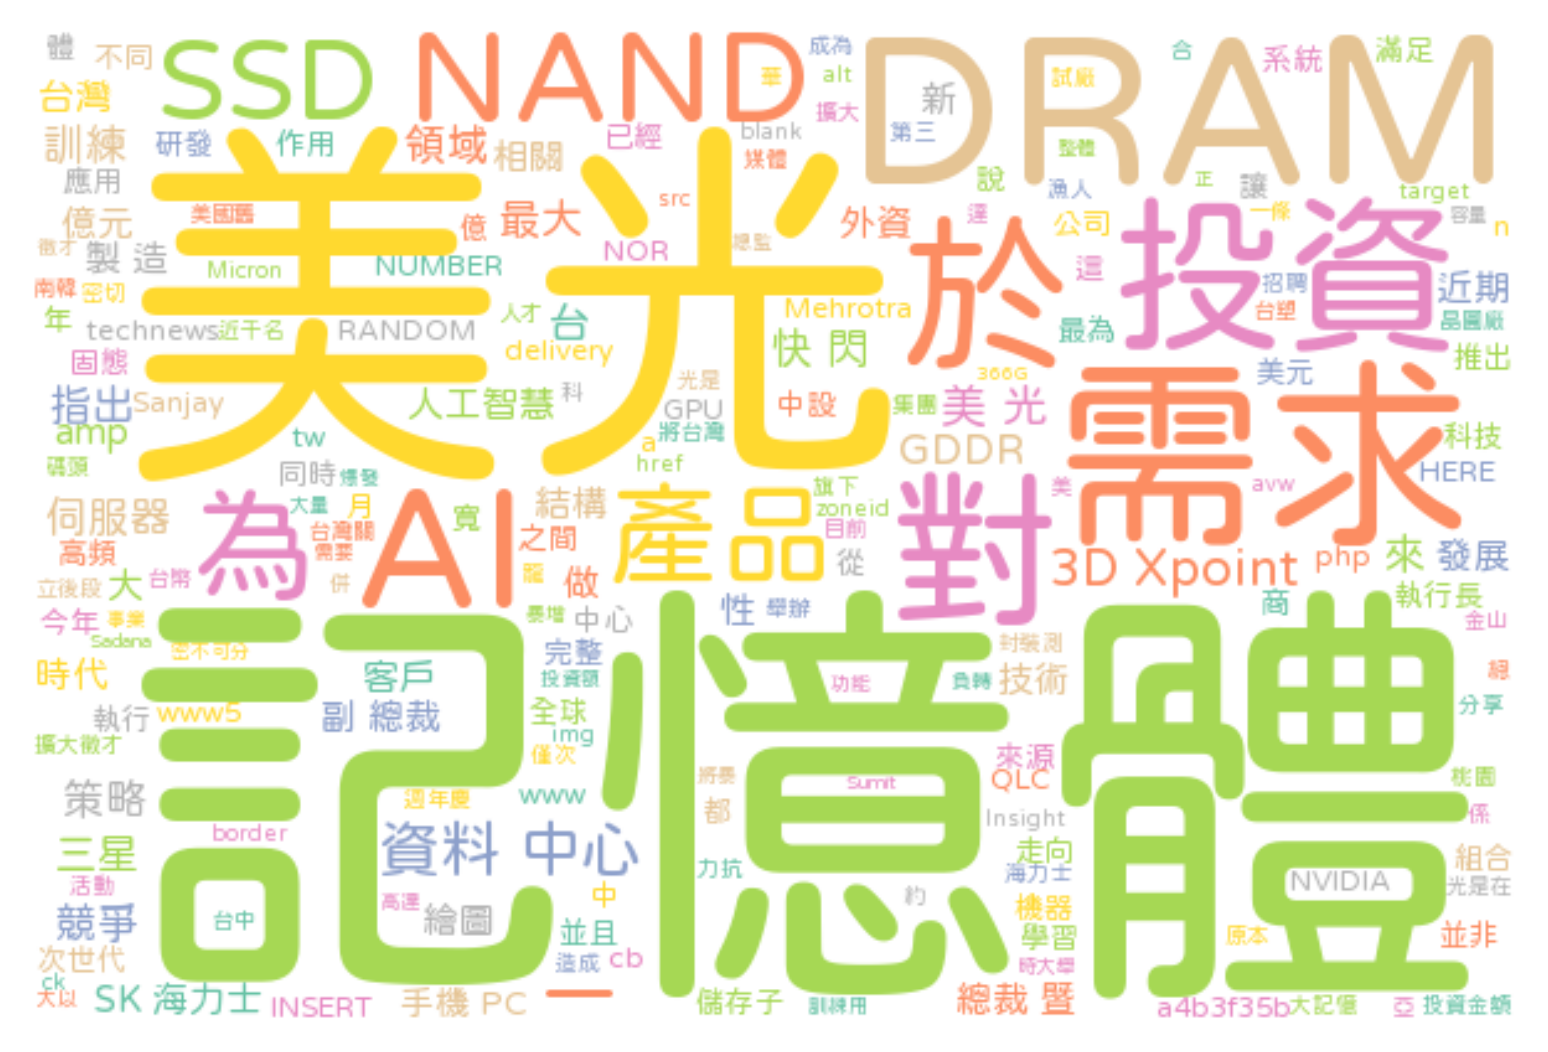 體 不同 SSD NAND 成為 華 alt 擴大 DRAM 新 第三 試廠 合 系統 滿足
台灣 訓練 研發 作用 領域 相關 已經 blank 媒體 整體
應用 說 漁人 正 讓 target
億元 美國舊 億 最大 src NOR 總監 外資 達 公司 一條 容量 n
徵才 製 造 Micron NUMBER 美光 於 這 投資 招聘 近期
南韓 密切 年 technews 近千名 RANDOM 人才 台 Mehrotra 快 閃 最為 台塑 晶圓廠
固態 delivery 366G 美元 推出
指出 Sanjay 人工智慧 科 光是 GPU 中設 集團 美 光 需求
amp tw a 將台灣 href GDDR 科技
碼頭 同時 爆發 美 avw HERE
伺服器 為 大量 月 AI 寬 結構 產品 旗下 zoneid 對
高頻 台灣關 需要 之間 目前 從 3D Xpoint php 來 發展
立後段 大 台幣 併 龍 做 執行長
今年 事業 Sadana 暴增 中心 性 舉辦 商 金山
密不可分 完整 封裝測
時代 記憶體 客戶 投資額 功能 負轉 技術 總
執行 www5 副 總裁 全球 img 分享
擴大徵才 僅次 來源
策略 週年慶 www 將暴 都 Sumit QLC 桃園
border Insight 係
三星 資料 中心 走向 組合
活動 力抗 海力士 NVIDIA 光是在
競爭 台中 高達 繪圖 中 約 機器
並且 學習 原本 並非
次世代 造成 cb 時大舉
ck 大以 SK 海力士 INSERT 手機 PC 一 儲存子 訓練用 總裁 暨 a4b3f35b 大記憶 亞 投資金額